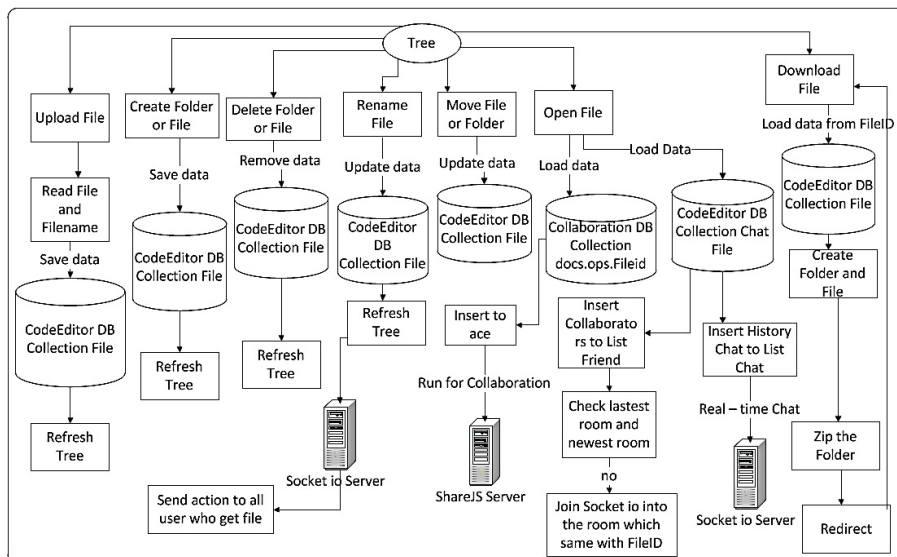 Tree
Upload File
Create Folder
or File
Delete Folder
or File
Rename
File
Move File
or Folder
Open File
Download
File
Save data
Remove data
Update data
Update data
Load data
Load Data
Load data from FileID
Read File
and
Filename
Save data
CodeEditor DB
Collection File
Refresh
Tree
CodeEditor DB
Collection File
Refresh
Tree
CodeEditor DB
Collection File
Refresh
Tree
CodeEditor
DB
Collection File
Refresh
Tree
Socket io Server
Send action to all
user who get file
CodeEditor DB
Collection File
Collaboration DB
Collection
docs.ops.Fileid
Insert to
ace
Run for Collaboration
ShareJS Server
CodeEditor DB
Collection Chat
File
Insert
Collaborato
rs to List
Friend
Check lastest
room and
newest room
no
Join Socket io into
the room which
same with FileID
Insert History
Chat to List
Chat
Real – time Chat
Socket io Server
CodeEditor DB
Collection File
Create
Folder and
File
Zip the
Folder
Redirect